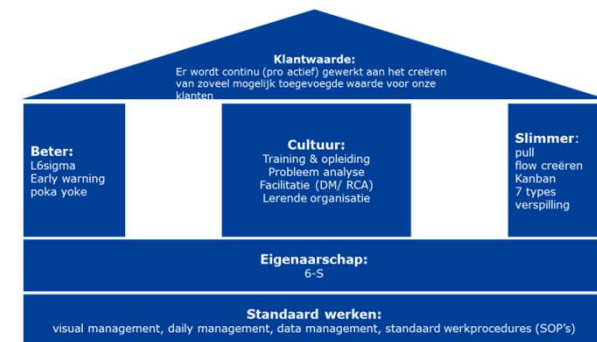 Klantwaarde:
Er wordt continu (pro actief) gewerkt aan het creëren
van zoveel mogelijk toegevoegde waarde voor onze
klanten
Beter:
L6sigma
Early warning
poka yoke
Cultuur:
Training & opleiding
Probleem analyse
Facilitatie (DM/ RCA)
Lerende organisatie
Slimmer:
pull
flow creëren
Kanban
7 types
verspilling
Eigenaarschap:
6-S
Standaard werken:
visual management, daily management, data management, standaard werkprocedures (SOP's)